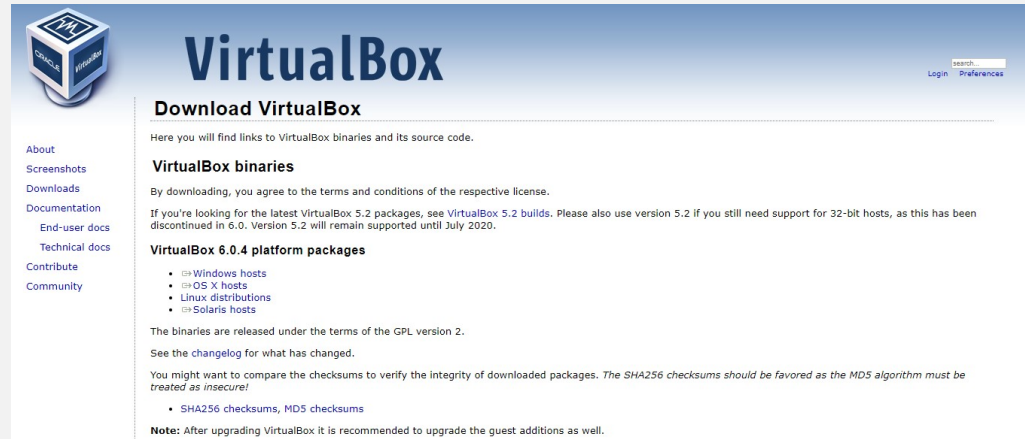 VirtualBox
ORACLE
VirtualBox
search...
Login Preferences
Download VirtualBox
Here you will find links to VirtualBox binaries and its source code.
About
Screenshots
Downloads
Documentation
End-user docs
Technical docs
Contribute
Community
VirtualBox binaries
By downloading, you agree to the terms and conditions of the respective license.
If you're looking for the latest VirtualBox 5.2 packages, see VirtualBox 5.2 builds. Please also use version 5.2 if you still need support for 32-bit hosts, as this has been
discontinued in 6.0. Version 5.2 will remain supported until July 2020.
VirtualBox 6.0.4 platform packages
• Windows hosts
• OS X hosts
• Linux distributions
• Solaris hosts
The binaries are released under the terms of the GPL version 2.
See the changelog for what has changed.
You might want to compare the checksums to verify the integrity of downloaded packages. The SHA256 checksums should be favored as the MD5 algorithm must be
treated as insecure!
• SHA256 checksums, MD5 checksums
Note: After upgrading VirtualBox it is recommended to upgrade the guest additions as well.